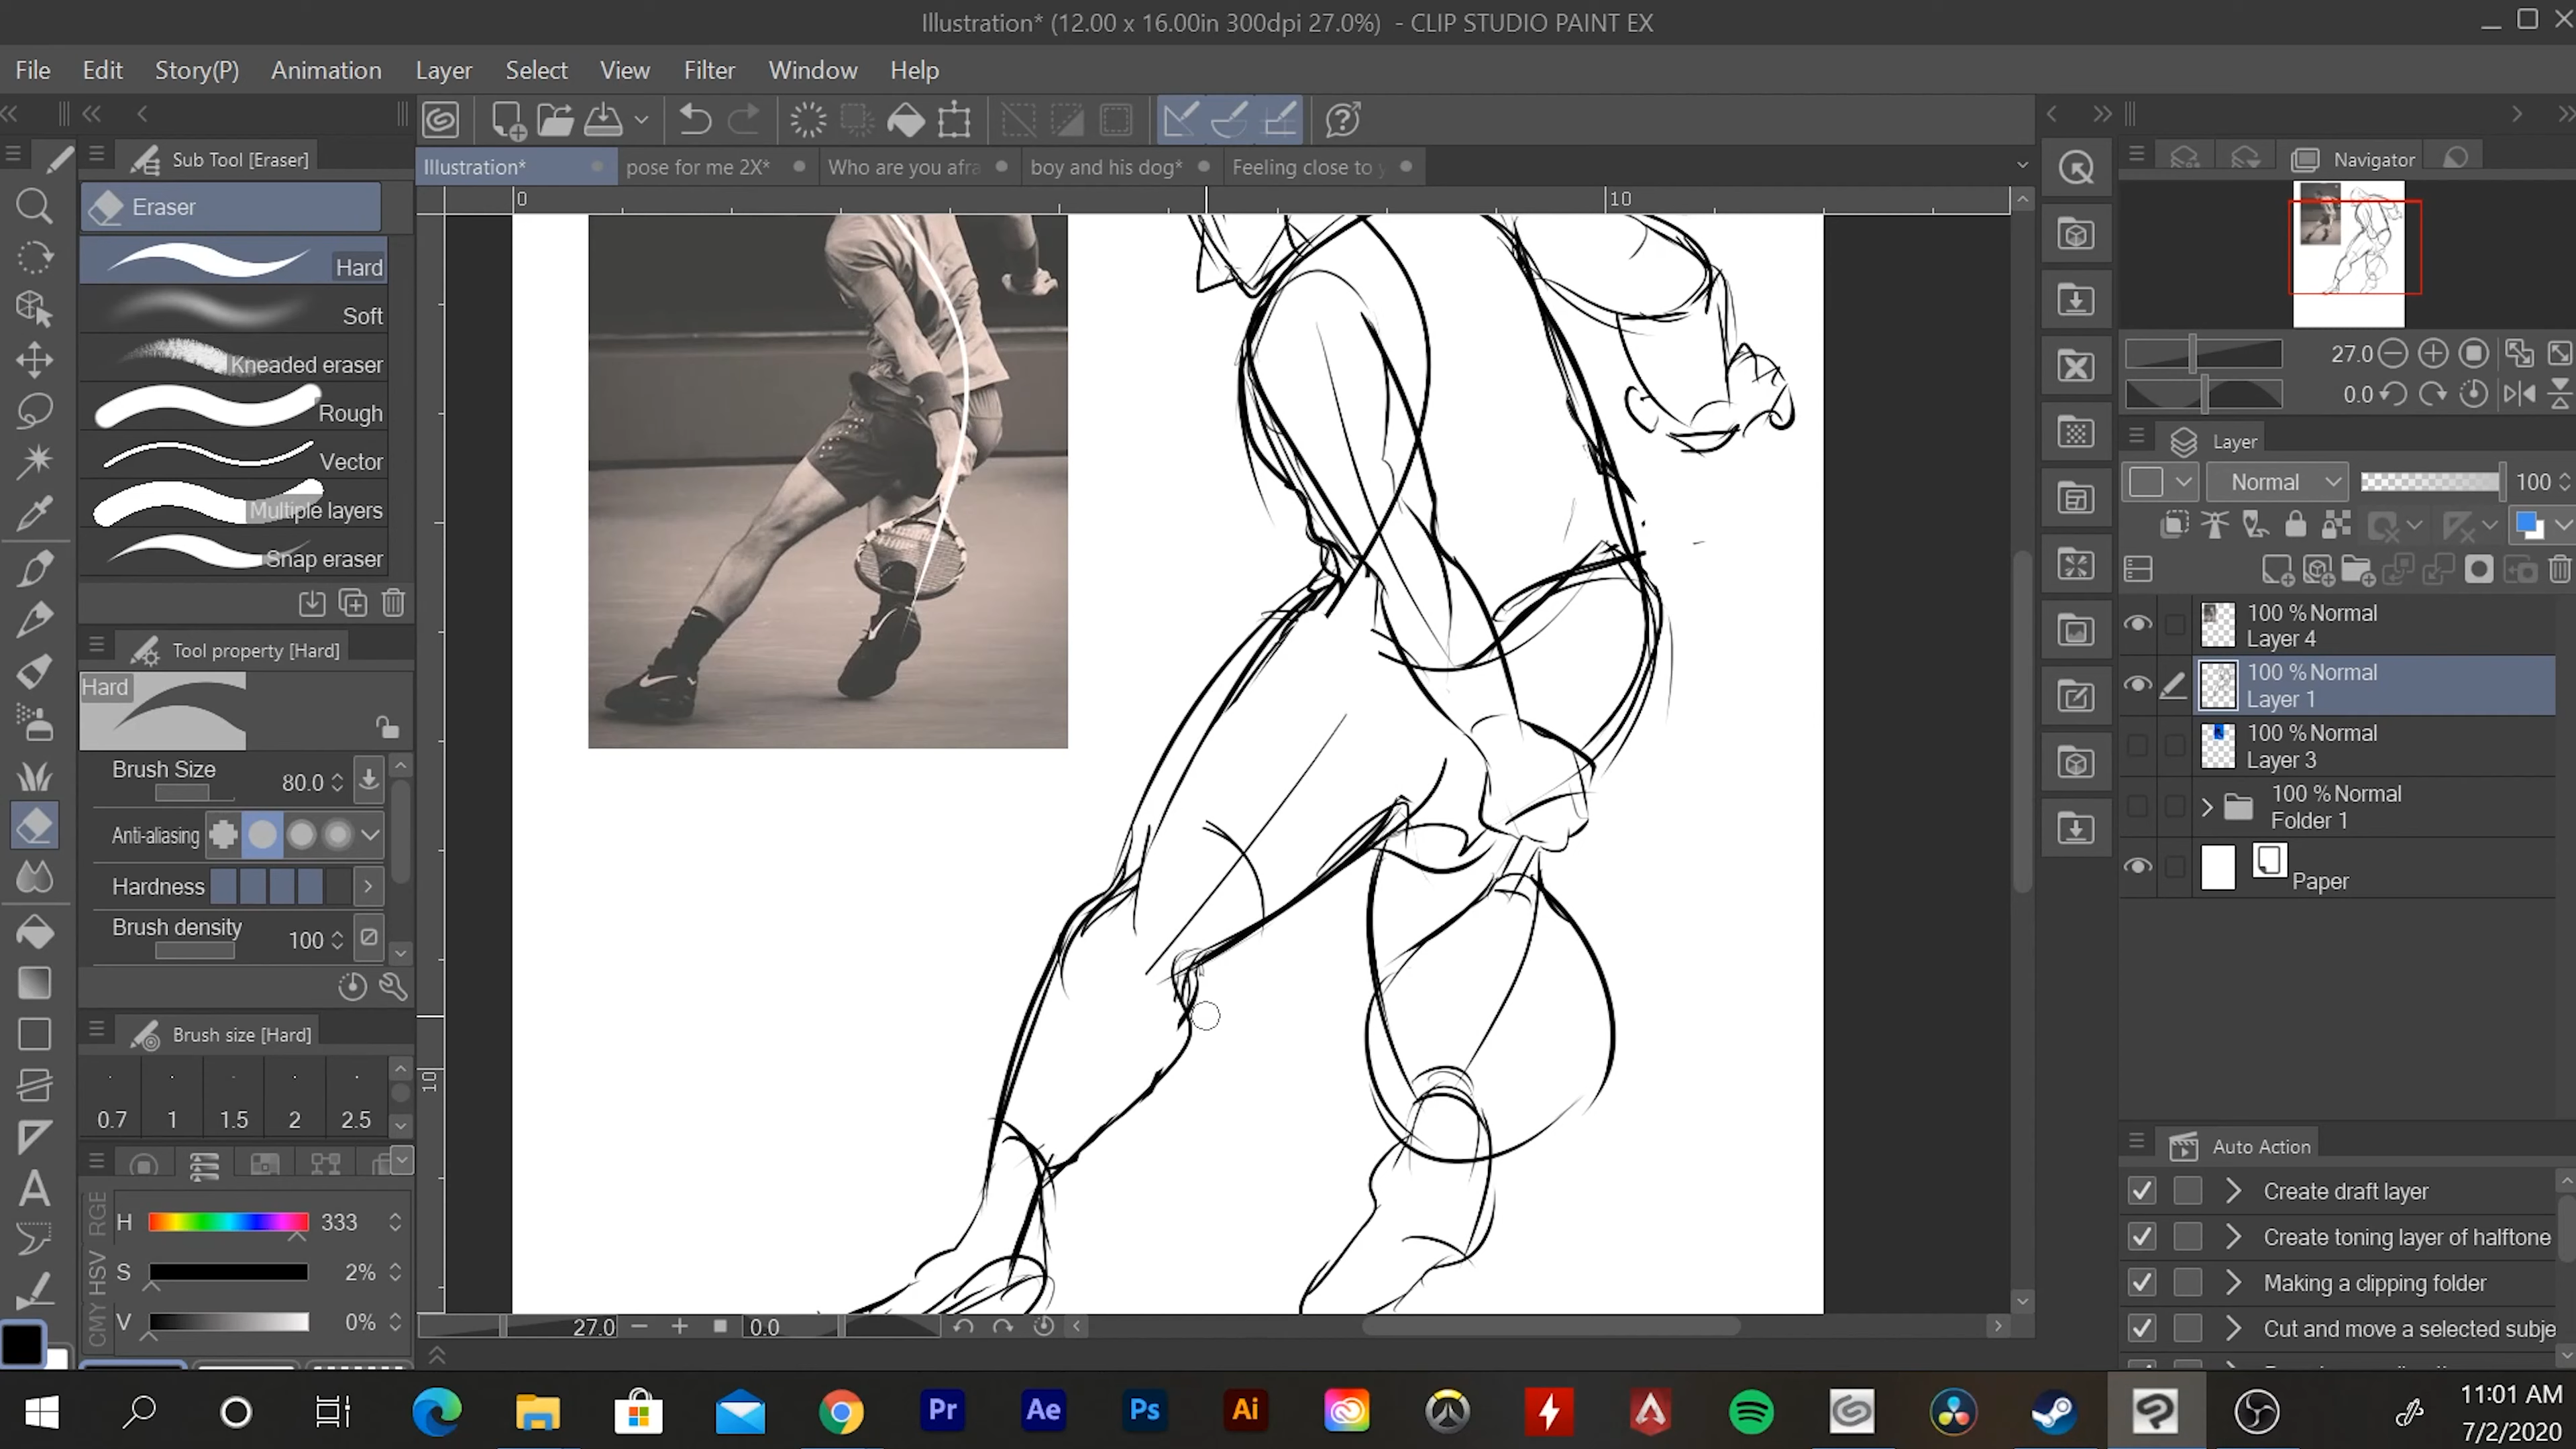 Illustration* (12.00 x 16.00in 300dpi 27.0%) - CLIP STUDIO PAINT EX
File Edit Story(P) Animation Layer Select View Filter Window Help
Sub Tool [Eraser]
Eraser
Hard
Soft
Kneaded eraser
Rough
Vector
Multiple layers
Snap eraser
Tool property [Hard]
Hard
Brush Size 80.0
Anti-aliasing
Hardness
Brush density 100
Brush size [Hard]
0.7 1 1.5 2 2.5
RGE
HSV
CMY
H 333
S 2%
V 0%
Illustration* pose for me 2X* Who are you afra boy and his dog* Feeling close to y
0 10
10
27.0 0.0
Navigator
27.0
0.0
Layer
Normal 100
100 % Normal
Layer 4
100 % Normal
Layer 1
100 % Normal
Layer 3
100 % Normal
Folder 1
Paper
Auto Action
Create draft layer
Create toning layer of halftone
Making a clipping folder
Cut and move a selected subje
Pr Ae Ps Ai
11:01 AM
7/2/2020